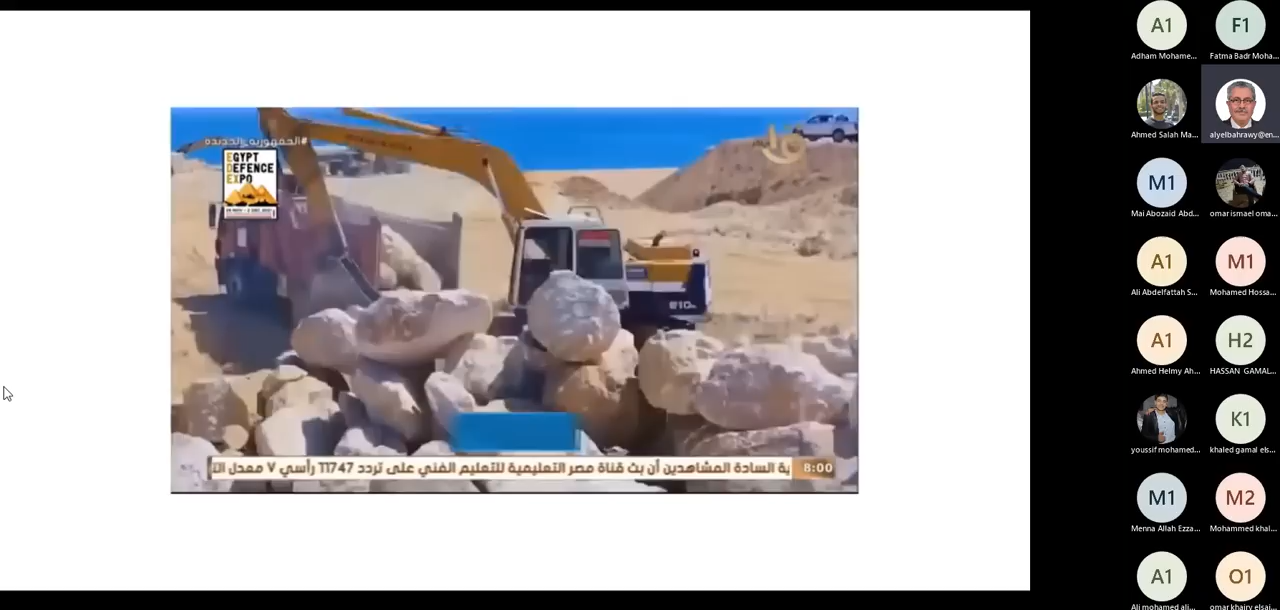 #الجمهورية_الجديدة
EGYPT
DEFENCE
EXPO
E10
ية السادة المشاهدين أن بث قناة مصر التعليمية للتعليم الفني على تردد 11747 رأسي ٧ معدل
8:00
A1
Adham Mohame...
F1
Fatma Badr Moha...
Ahmed Salah Ma...
alyelbahrawy@en...
M1
Mai Abozaid Abd...
omar ismael oma...
A1
Ali Abdelfattah S...
M1
Mohamed Hossa...
A1
Ahmed Helmy Ah...
H2
HASSAN GAMAL...
youssif mohamed...
K1
khaled gamal els...
M1
Menna Allah Ezza...
M2
Mohammed khal...
A1
Ali mohamed ali...
O1
omar khairy elsai...